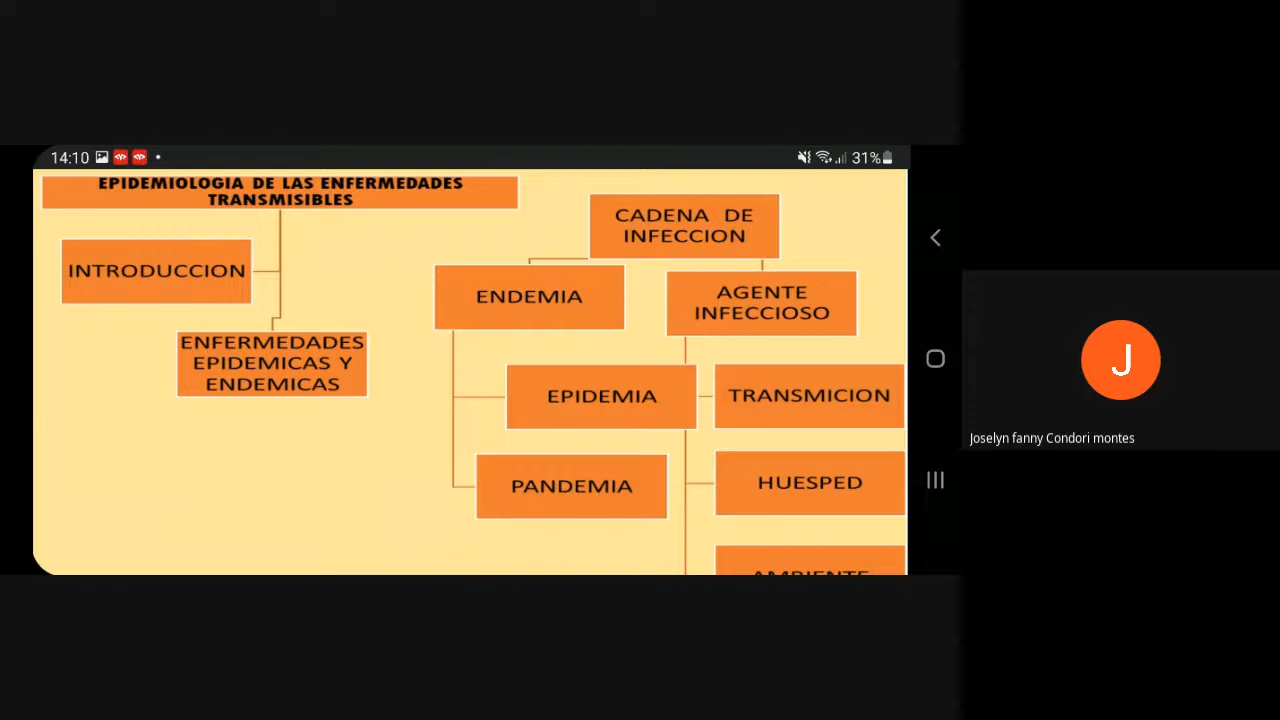 14:10
31%
EPIDEMIOLOGIA DE LAS ENFERMEDADES
TRANSMISIBLES
CADENA DE
INFECCION
INTRODUCCION
ENDEMIA
AGENTE
INFECCIOSO
ENFERMEDADES
EPIDEMICAS Y
ENDEMICAS
EPIDEMIA
TRANSMICION
PANDEMIA
HUESPED
AMBIENTE
J
Joselyn fanny Condori montes